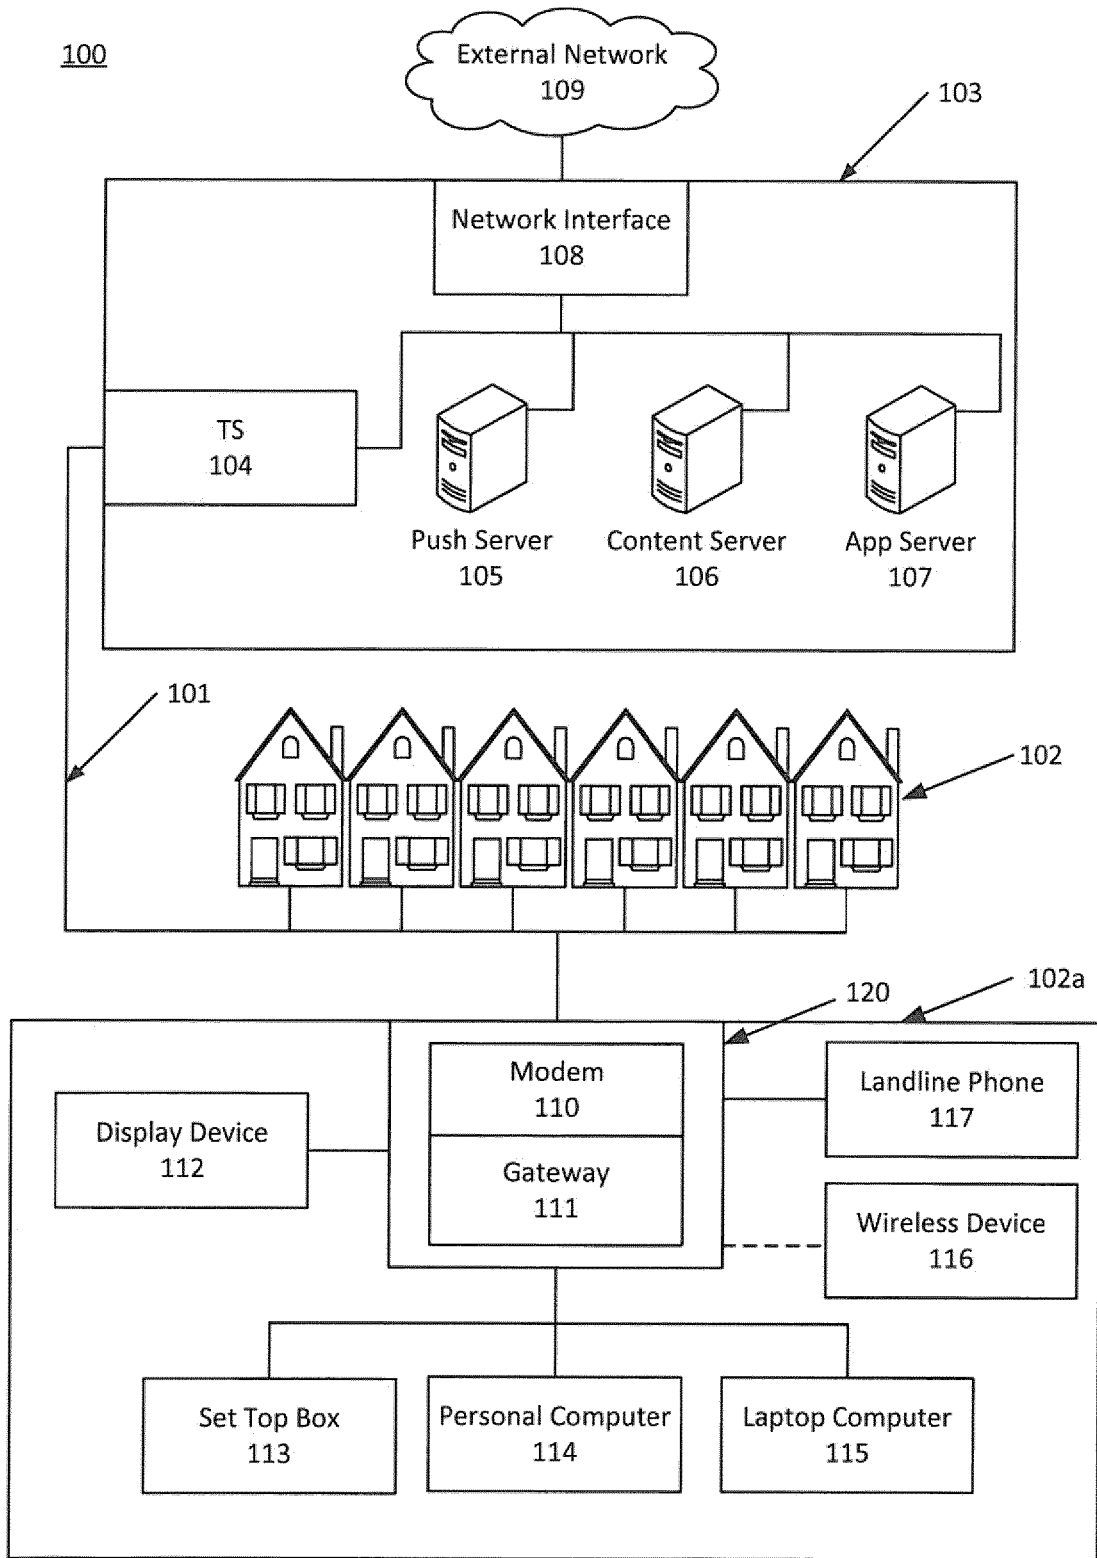 100
External Network
109
103
Network Interface
108
TS
104
Push Server
105
Content Server
106
App Server
107
101
102
120
102a
Modem
110
Gateway
111
Display Device
112
Landline Phone
117
Wireless Device
116
Set Top Box
113
Personal Computer
114
Laptop Computer
115